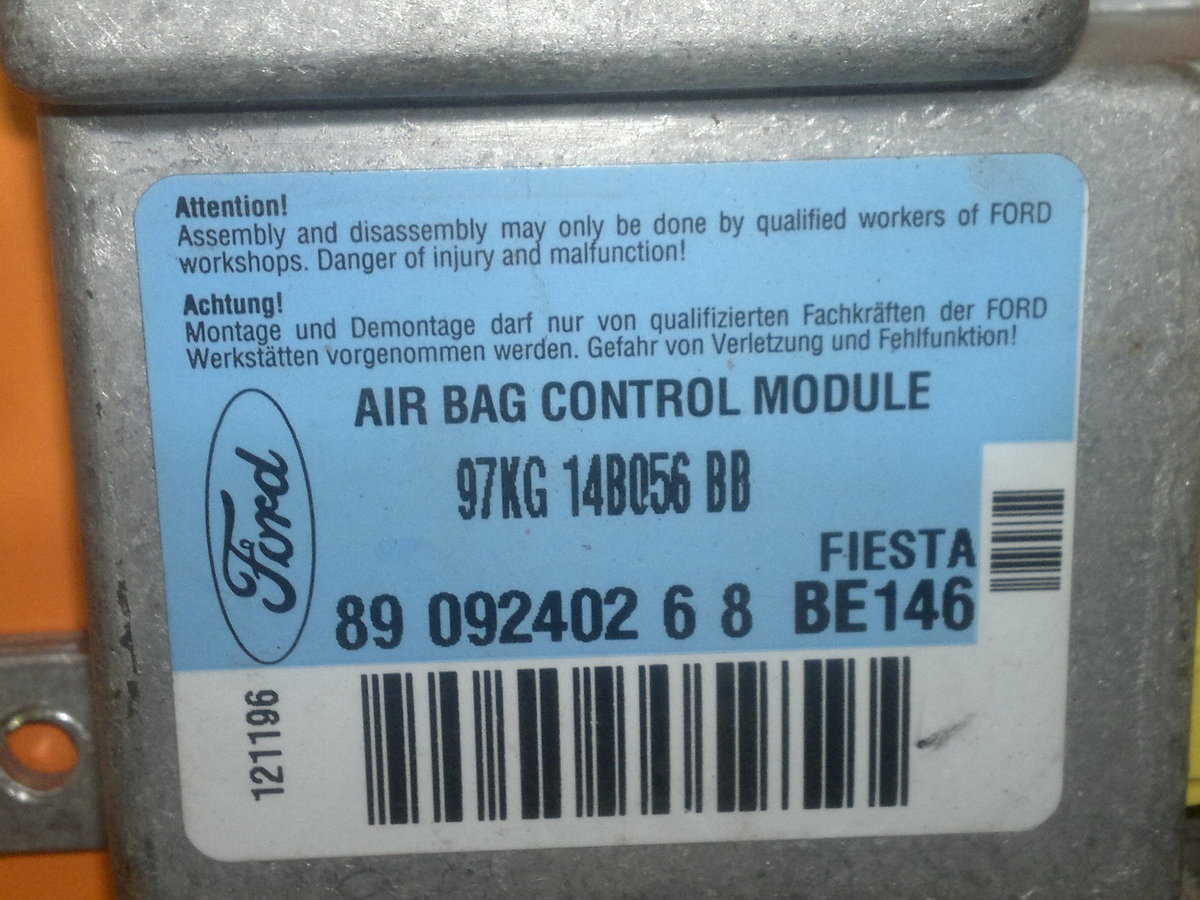 Attention!
Assembly and disassembly may only be done by qualified workers of FORD
workshops. Danger of injury and malfunction!
Achtung!
Montage und Demontage darf nur von qualifizierten Fachkräften der FORD
Werkstätten vorgenommen werden. Gefahr von Verletzung und Fehlfunktion!
AIR BAG CONTROL MODULE
Ford
97KG 14B056 BB
FIESTA
89 092402 6 8 BE146
121196